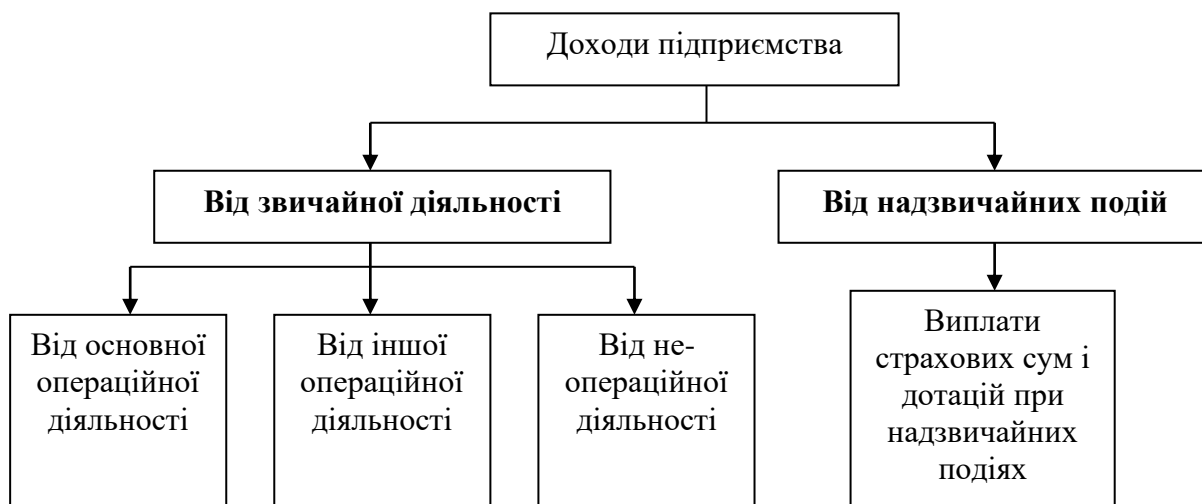 Доходи підприємства
Від звичайної діяльності
Від надзвичайних подій
Від основної
операційної
діяльності
Від іншої
операційної
діяльності
Від не-
операційної
діяльності
Виплати
страхових сум і
дотацій при
надзвичайних
подіях